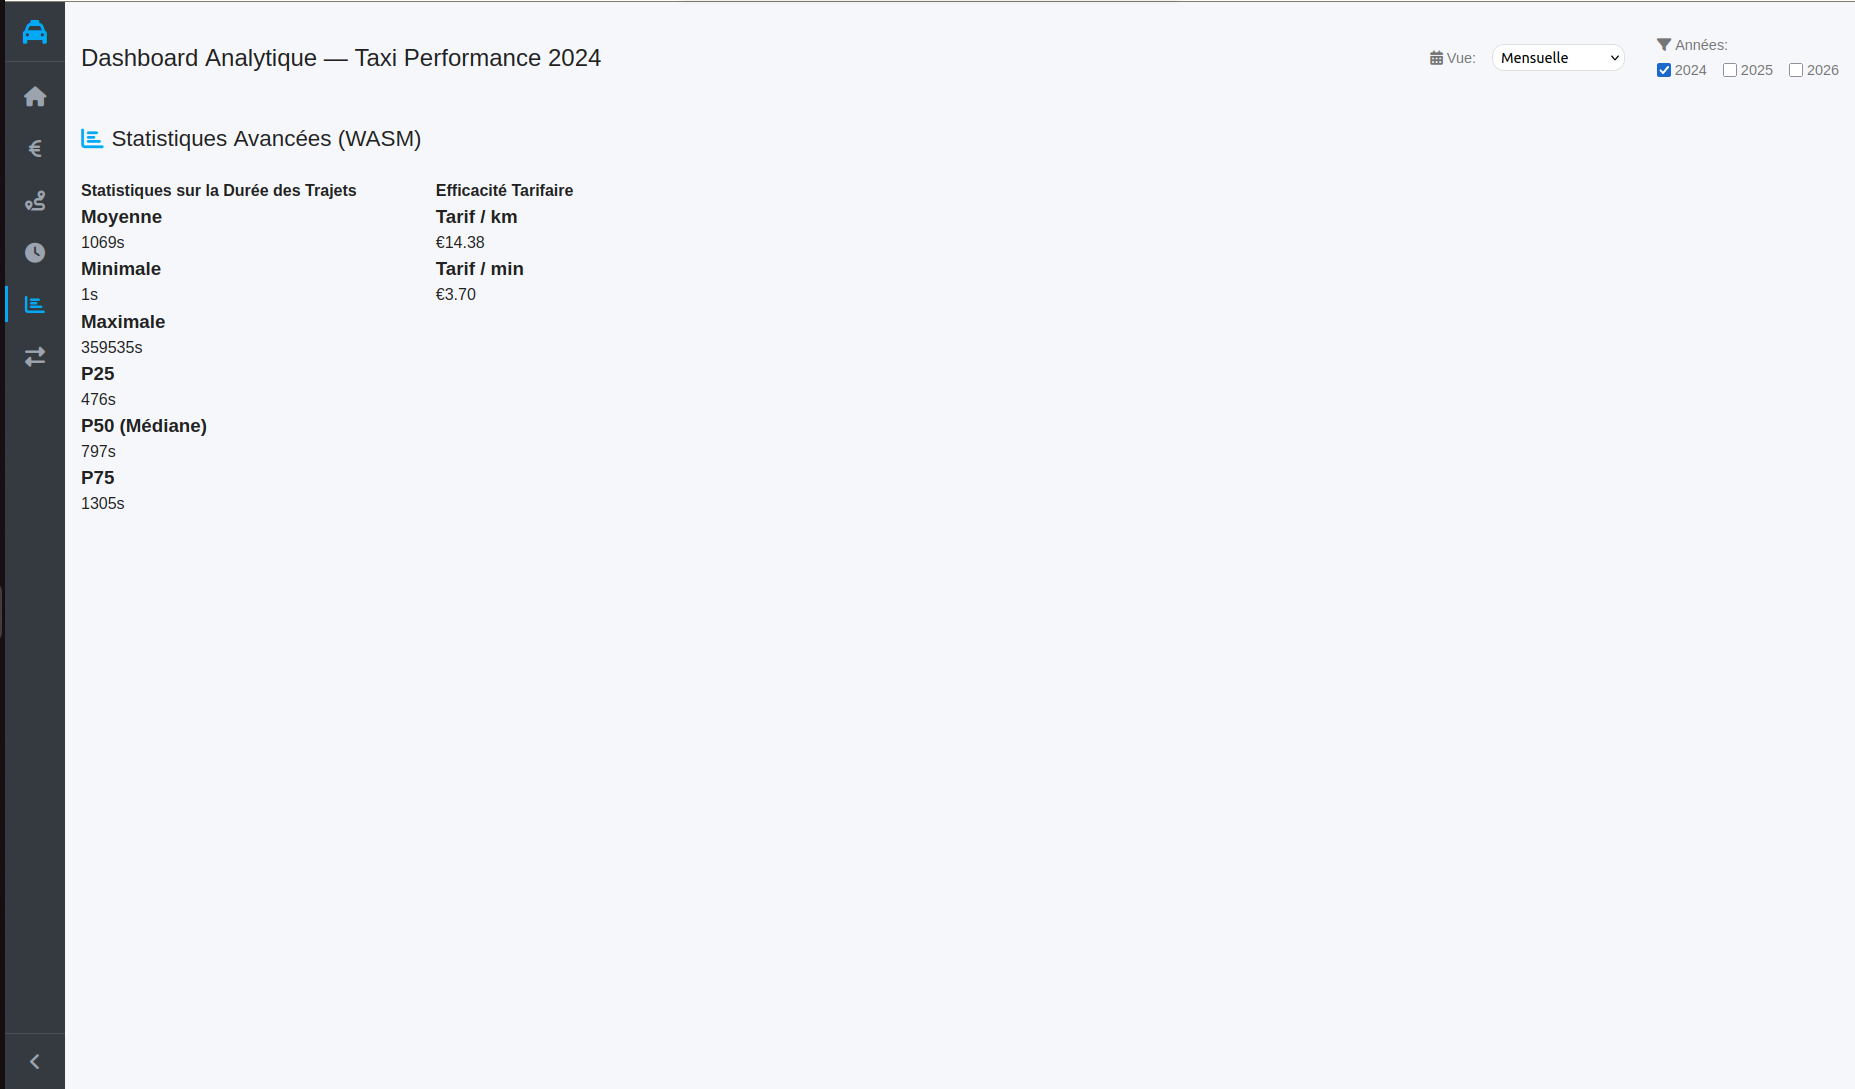 Dashboard Analytique — Taxi Performance 2024
Vue: Mensuelle
Années:
2024 2025 2026
Statistiques Avancées (WASM)
Statistiques sur la Durée des Trajets
Moyenne
1069s
Minimale
1s
Maximale
359535s
P25
476s
P50 (Médiane)
797s
P75
1305s
Efficacité Tarifaire
Tarif / km
€14.38
Tarif / min
€3.70